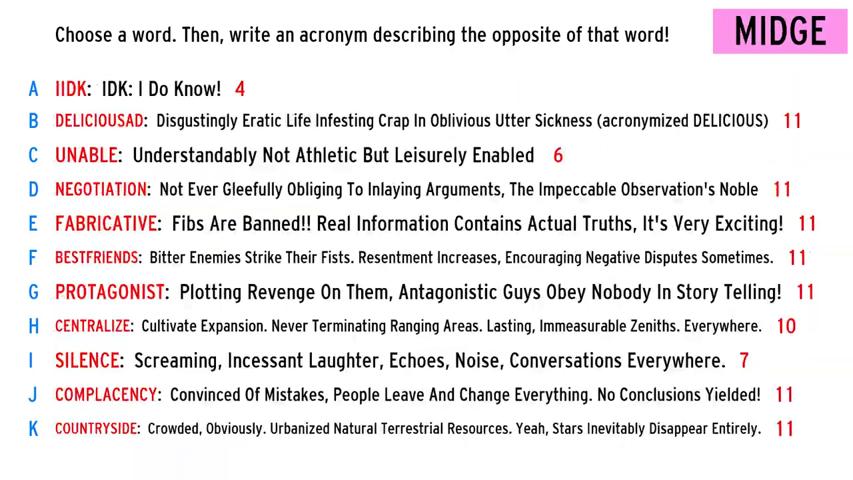 Choose a word. Then, write an acronym describing the opposite of that word!
MIDGE
A IIDK: IDK: I Do Know! 4
B DELICIOUSAD: Disgustingly Eratic Life Infesting Crap In Oblivious Utter Sickness (acronymized DELICIOUS) 11
C UNABLE: Understandably Not Athletic But Leisurely Enabled 6
D NEGOTIATION: Not Ever Gleefully Obliging To Inlaying Arguments, The Impeccable Observation's Noble 11
E FABRICATIVE: Fibs Are Banned!! Real Information Contains Actual Truths, It's Very Exciting! 11
F BESTFRIENDS: Bitter Enemies Strike Their Fists. Resentment Increases, Encouraging Negative Disputes Sometimes. 11
G PROTAGONIST: Plotting Revenge On Them, Antagonistic Guys Obey Nobody In Story Telling! 11
H CENTRALIZE: Cultivate Expansion. Never Terminating Ranging Areas. Lasting, Immeasurable Zeniths. Everywhere. 10
I SILENCE: Screaming, Incessant Laughter, Echoes, Noise, Conversations Everywhere. 7
J COMPLACENCY: Convinced Of Mistakes, People Leave And Change Everything. No Conclusions Yielded! 11
K COUNTRYSIDE: Crowded, Obviously. Urbanized Natural Terrestrial Resources. Yeah, Stars Inevitably Disappear Entirely. 11